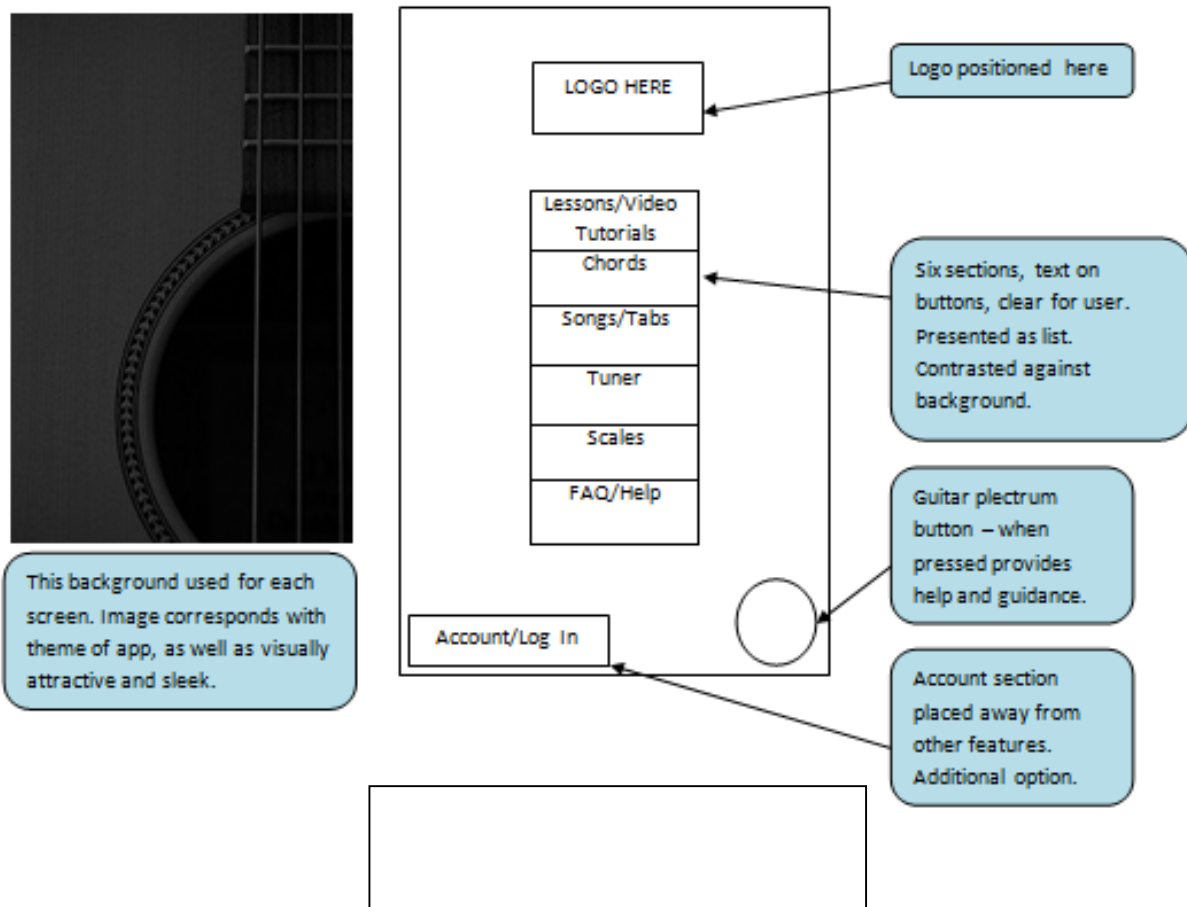 LOGO HERE
Logo positioned here
Lessons/Video
Tutorials
Chords
Songs/Tabs
Tuner
Scales
FAQ/Help
Six sections, text on
buttons, clear for user.
Presented as list.
Contrasted against
background.
Guitar plectrum
button – when
pressed provides
help and guidance.
This background used for each
screen. Image corresponds with
theme of app, as well as visually
attractive and sleek.
Account/Log In
Account section
placed away from
other features.
Additional option.